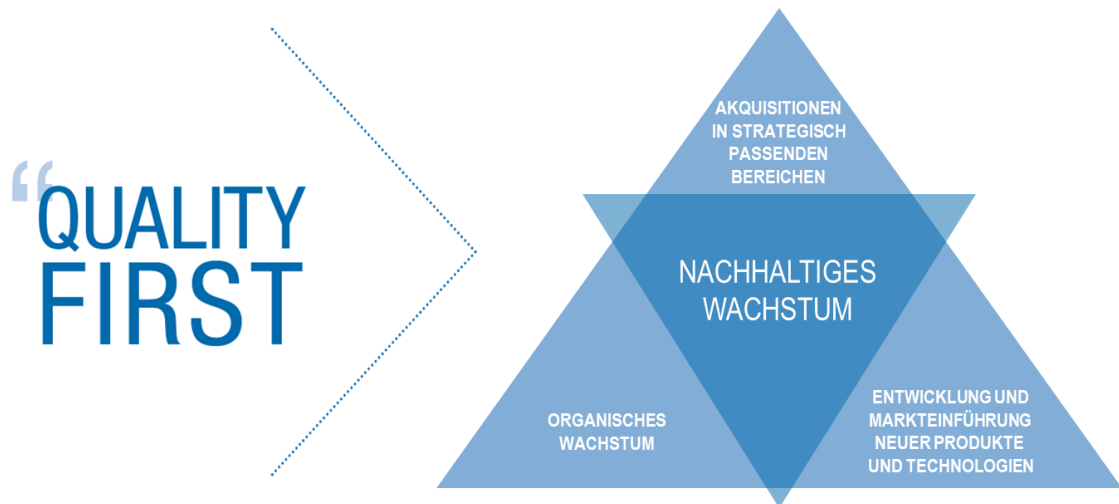 “QUALITY
FIRST
AKQUISITIONEN
IN STRATEGISCH
PASSENDEN
BEREICHEN
NACHHALTIGES
WACHSTUM
ORGANISCHES
WACHSTUM
ENTWICKLUNG UND
MARKTEINFÜHRUNG
NEUER PRODUKTE
UND TECHNOLOGIEN